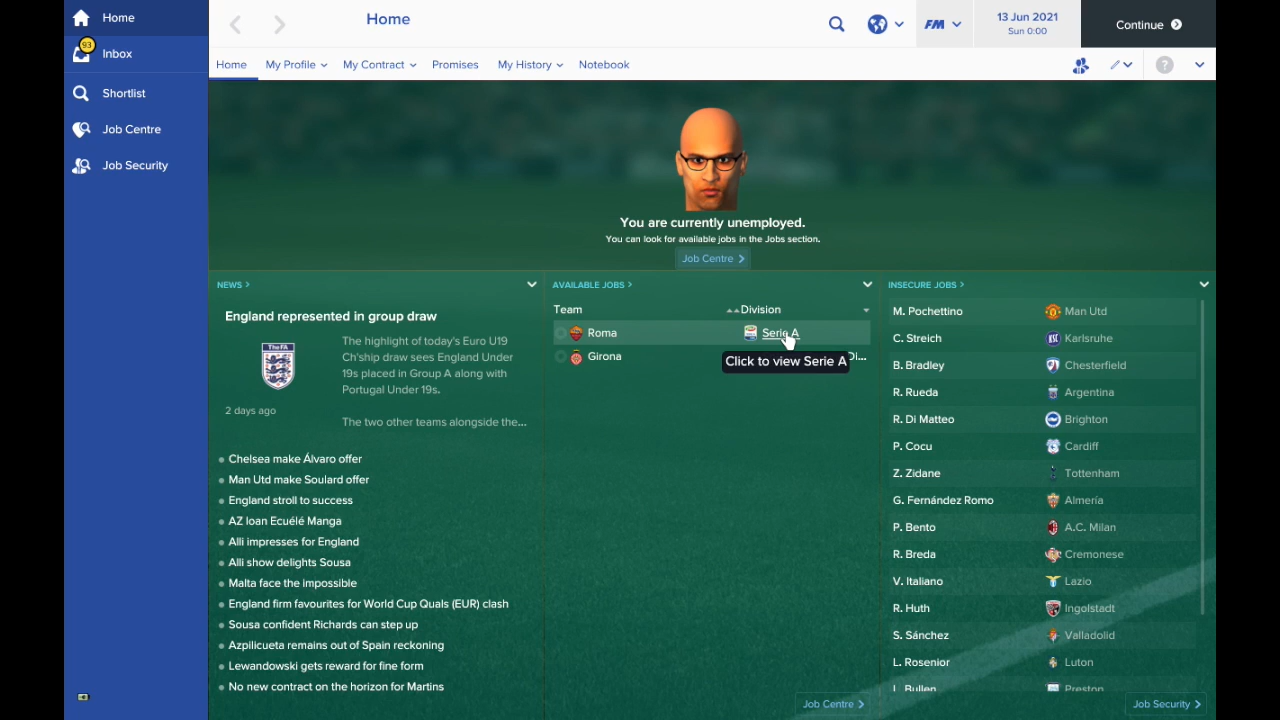 Home
93
Inbox
Shortlist
Job Centre
Job Security
Home
FM
13 Jun 2021
Sun 0:00
Continue
Home My Profile My Contract Promises My History Notebook
?
You are currently unemployed.
You can look for available jobs in the Jobs section.
Job Centre >
NEWS >
England represented in group draw
The FA
2 days ago
The highlight of today's Euro U19
Ch'ship draw sees England Under
19s placed in Group A along with
Portugal Under 19s.
The two other teams alongside the...
Chelsea make Álvaro offer
Man Utd make Soulard offer
England stroll to success
AZ loan Ecuélé Manga
Alli impresses for England
Alli show delights Sousa
Malta face the impossible
England firm favourites for World Cup Quals (EUR) clash
Sousa confident Richards can step up
Azpilicueta remains out of Spain reckoning
Lewandowski gets reward for fine form
No new contract on the horizon for Martins
AVAILABLE JOBS >
Team Division
Roma Serie A
Girona Di...
Click to view Serie A
Job Centre >
INSECURE JOBS >
M. Pochettino Man Utd
C. Streich Karlsruhe
B. Bradley Chesterfield
R. Rueda Argentina
R. Di Matteo Brighton
P. Cocu Cardiff
Z. Zidane Tottenham
G. Fernández Romo Almería
P. Bento A.C. Milan
R. Breda Cremonese
V. Italiano Lazio
R. Huth Ingolstadt
S. Sánchez Valladolid
L. Rosenior Luton
L. Bullen Preston
Job Security >